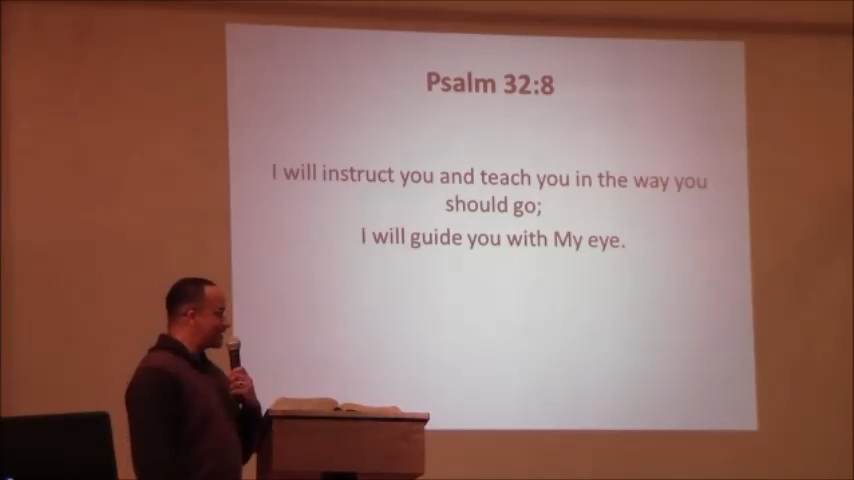 Psalm 32:8
I will instruct you and teach you in the way you
should go;
I will guide you with My eye.